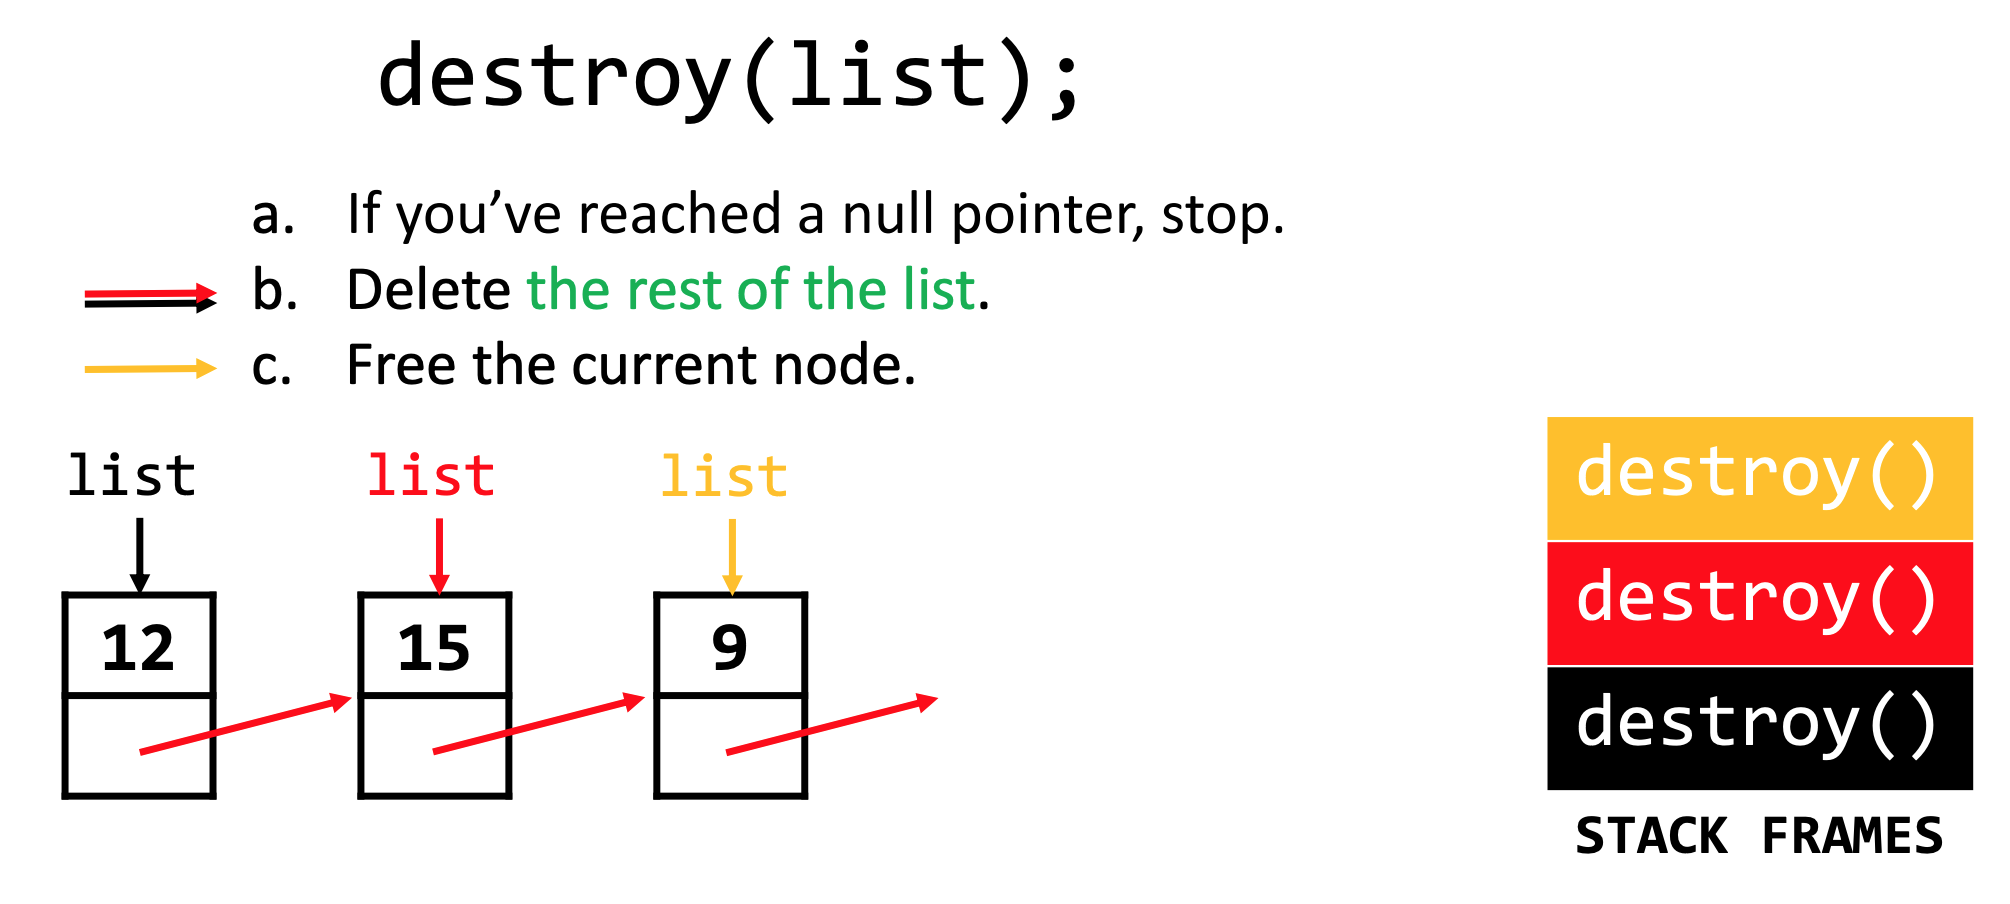 destroy(list);
a. If you’ve reached a null pointer, stop.
b. Delete the rest of the list.
c. Free the current node.
list list list
12 15 9
destroy()
destroy()
destroy()
STACK FRAMES